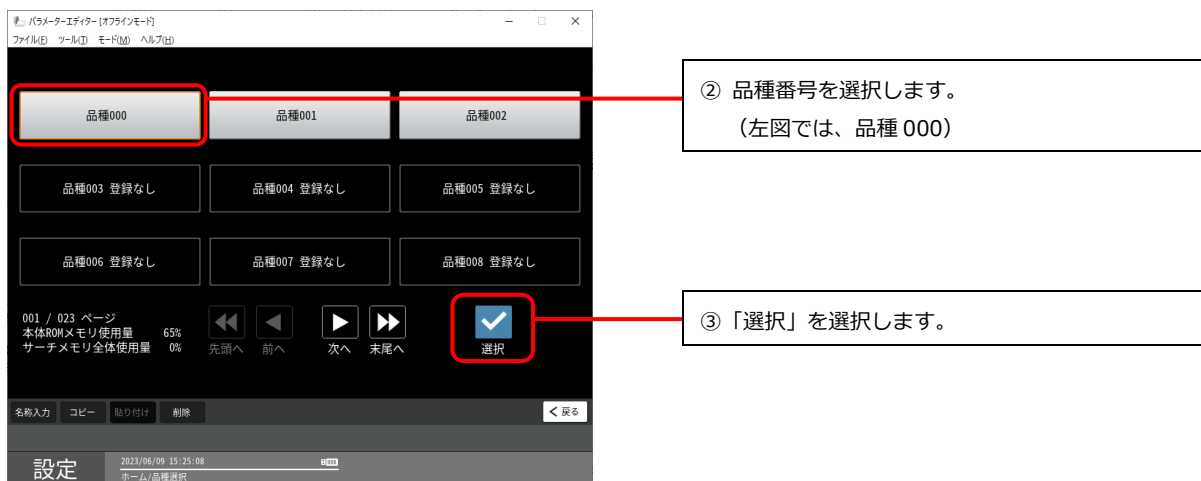 パラメーターエディター [オフラインモード]
ファイル(F) ツール(T) モード(M) ヘルプ(H)
品種000 品種001 品種002
品種003 登録なし 品種004 登録なし 品種005 登録なし
品種006 登録なし 品種007 登録なし 品種008 登録なし
001 / 023 ページ
本体ROMメモリ使用量 65%
サーチメモリ全体使用量 0%
先頭へ 前へ 次へ 末尾へ 選択
名称入力 コピー 貼り付け 削除 戻る
設定
2023/06/09 15:25:08
ホーム/品種選択
② 品種番号を選択します。
（左図では、品種 000）
③「選択」を選択します。